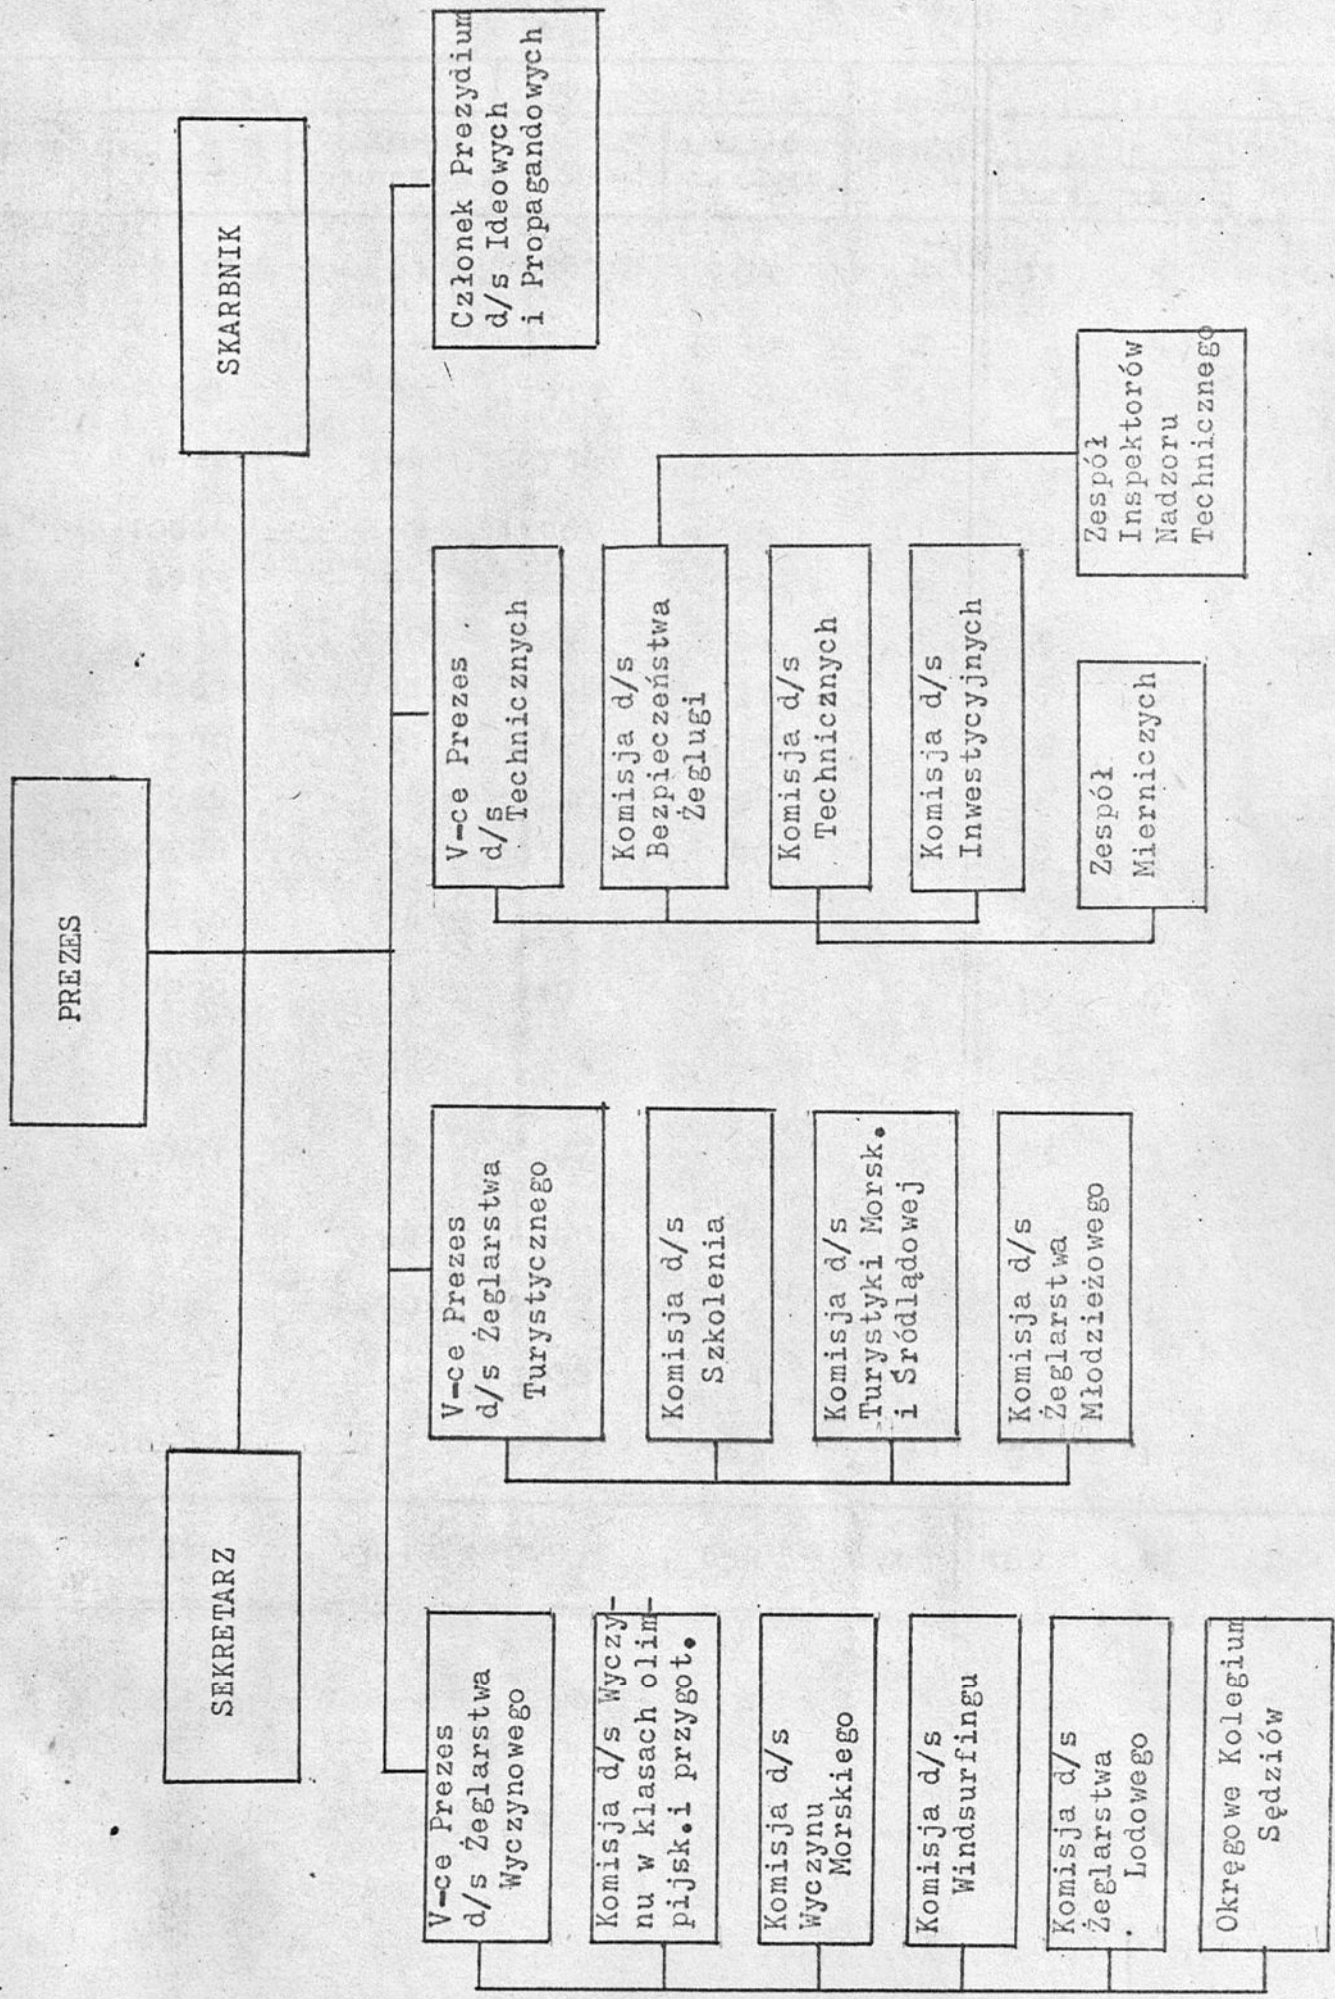 PREZES
SEKRETARZ
SKARBNIK
V-ce Prezes
d/s Żeglarstwa
Wyczynowego
Komisja d/s Wyczy-
nu w klasach olim-
pijsk.i przygot.
Komisja d/s
Wyczynu
Morskiego
Komisja d/s
Windsurfingu
Komisja d/s
Żeglarstwa
Lodowego
Okręgowe Kolegium
Sędziów
V-ce Prezes
d/s Żeglarstwa
Turystycznego
Komisja d/s
Szkolenia
Komisja d/s
Turystyki Morsk.
i Śródlądowej
Komisja d/s
Żeglarstwa
Młodzieżowego
V-ce Prezes
d/s
Technicznych
Komisja d/s
Bezpieczeństwa
Żeglugi
Komisja d/s
Technicznych
Komisja d/s
Inwestycyjnych
Zespół
Mierniczych
Zespół
Inspektorów
Nadzoru
Technicznego
Członek Prezydium
d/s Ideowych
i Propagandowych